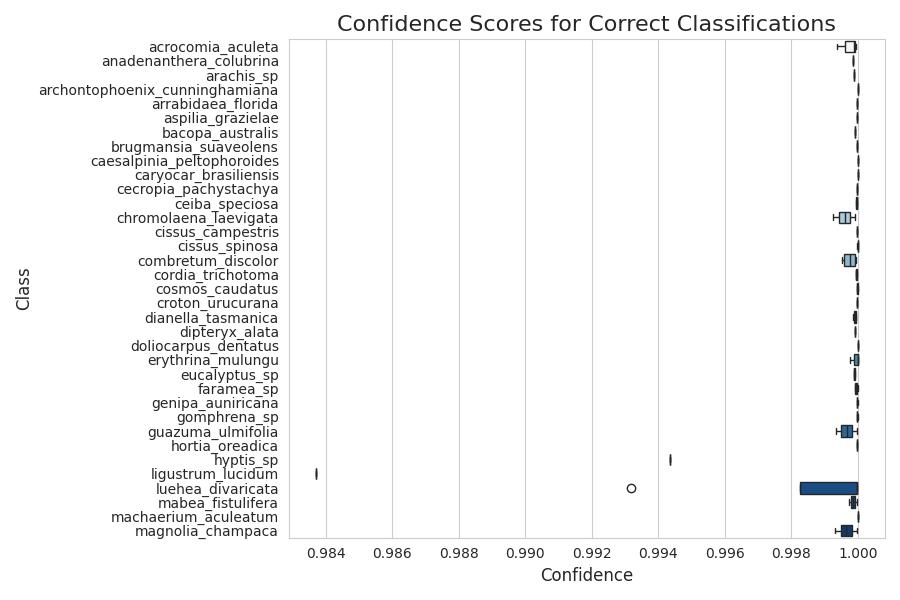 Confidence Scores for Correct Classifications
acrocomia_aculeta
anadenanthera_colubrina
arachis_sp
archontophoenix_cunninghamiana
arrabidaea_florida
aspilia_grazielae
bacopa_australis
brugmansia_suaveolens
caesalpinia_peltophoroides
caryocar_brasiliensis
cecropia_pachystachya
ceiba_speciosa
chromolaena_laevigata
cissus_campestris
cissus_spinosa
combretum_discolor
cordia_trichotoma
cosmos_caudatus
croton_urucurana
dianella_tasmanica
dipteryx_alata
doliocarpus_dentatus
erythrina_mulungu
eucalyptus_sp
faramea_sp
genipa_auniricana
gomphrena_sp
guazuma_ulmifolia
hortia_oreadica
hyptis_sp
ligustrum_lucidum
luehea_divaricata
mabea_fistulifera
machaerium_aculeatum
magnolia_champaca
Class
0.984 0.986 0.988 0.990 0.992 0.994 0.996 0.998 1.000
Confidence